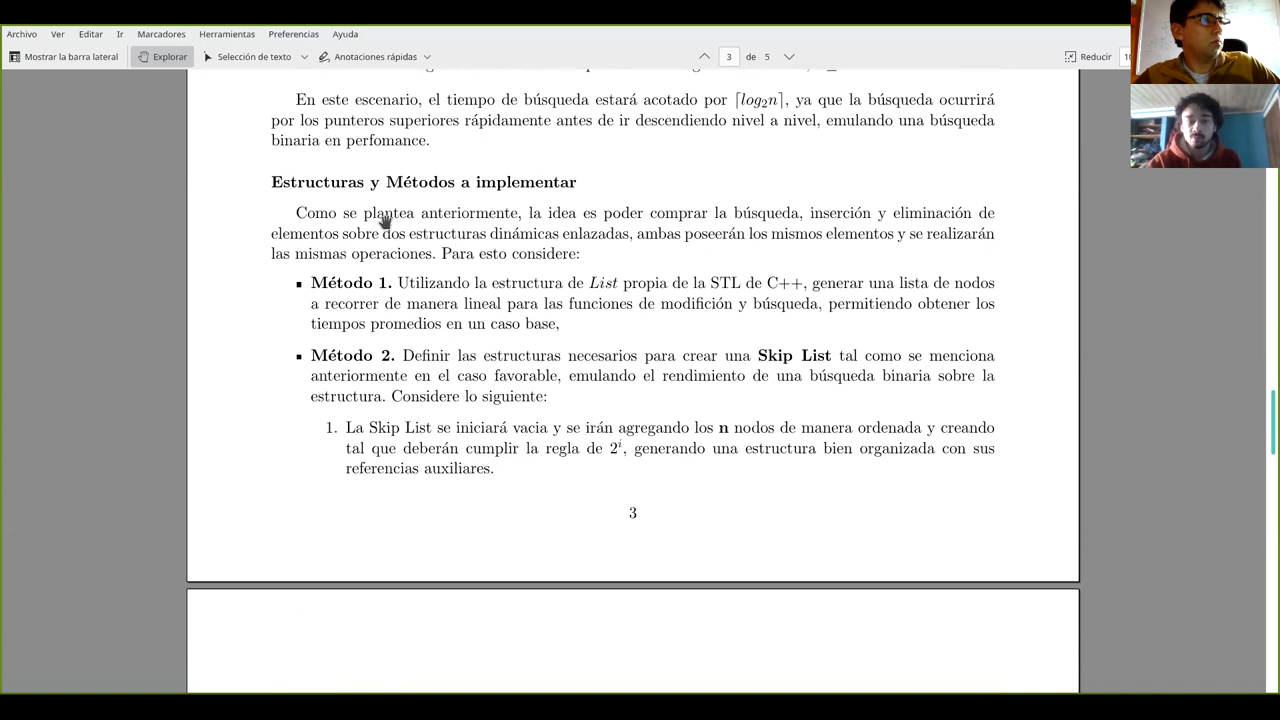 Archivo Ver Editar Ir Marcadores Herramientas Preferencias Ayuda
Mostrar la barra lateral Explorar Selección de texto Anotaciones rápidas 3 de 5 Reducir
En este escenario, el tiempo de búsqueda estará acotado por ⌈log₂n⌉, ya que la búsqueda ocurrirá
por los punteros superiores rápidamente antes de ir descendiendo nivel a nivel, emulando una búsqueda
binaria en perfomance.
Estructuras y Métodos a implementar
Como se plantea anteriormente, la idea es poder comprar la búsqueda, inserción y eliminación de
elementos sobre dos estructuras dinámicas enlazadas, ambas poseerán los mismos elementos y se realizarán
las mismas operaciones. Para esto considere:
▪ Método 1. Utilizando la estructura de List propia de la STL de C++, generar una lista de nodos
a recorrer de manera lineal para las funciones de modifición y búsqueda, permitiendo obtener los
tiempos promedios en un caso base,
▪ Método 2. Definir las estructuras necesarios para crear una Skip List tal como se menciona
anteriormente en el caso favorable, emulando el rendimiento de una búsqueda binaria sobre la
estructura. Considere lo siguiente:
1. La Skip List se iniciará vacia y se irán agregando los n nodos de manera ordenada y creando
tal que deberán cumplir la regla de 2ⁱ, generando una estructura bien organizada con sus
referencias auxiliares.
3